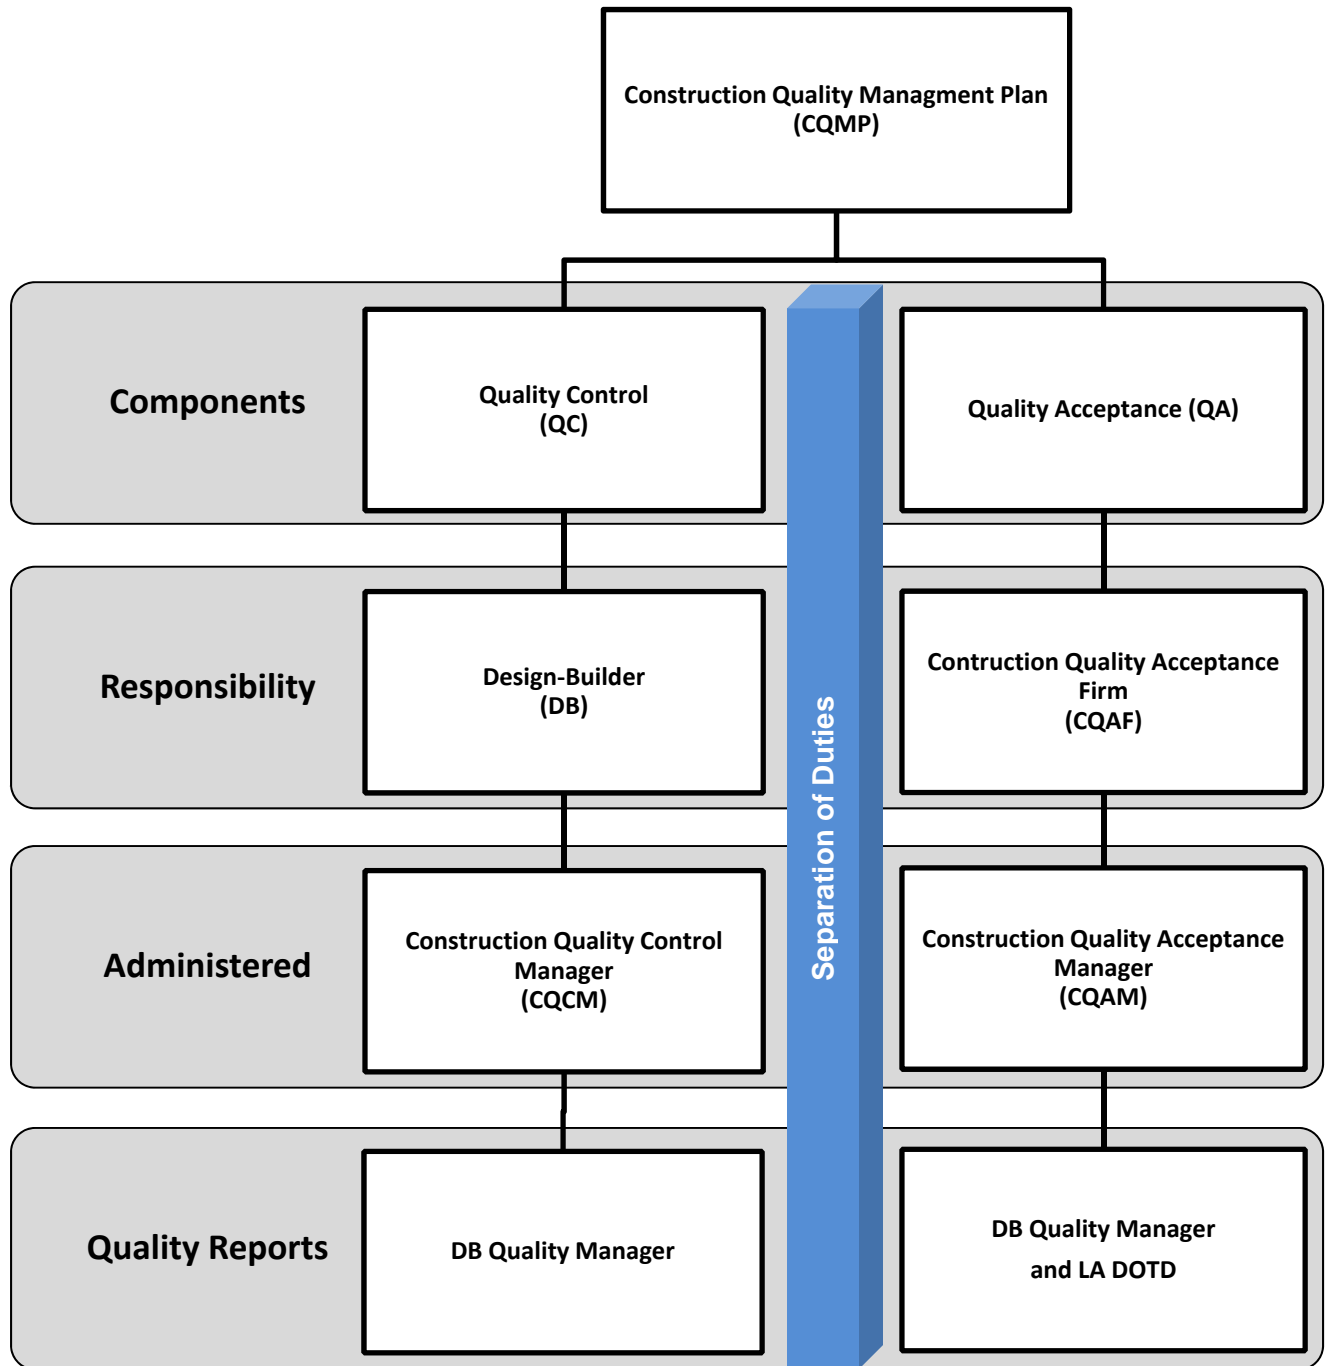 Construction Quality Managment Plan
(CQMP)
Components
Quality Control
(QC)
Quality Acceptance (QA)
Responsibility
Design-Builder
(DB)
Contruction Quality Acceptance
Firm
(CQAF)
Separation of Duties
Administered
Construction Quality Control
Manager
(CQCM)
Construction Quality Acceptance
Manager
(CQAM)
Quality Reports
DB Quality Manager
DB Quality Manager
and LA DOTD